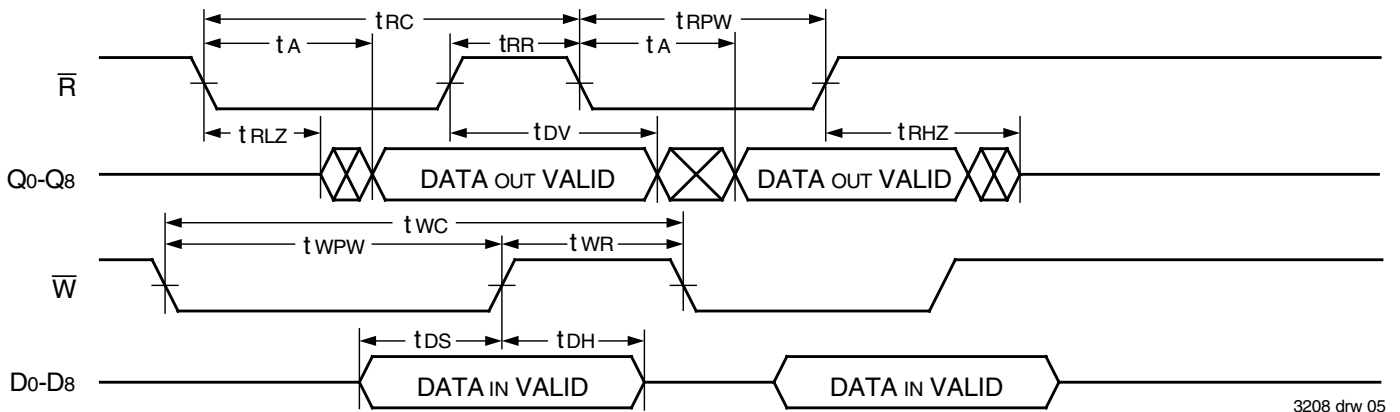 tRC tRPW
tA tRR tA
R̅
tRLZ tDV tRHZ
Q0-Q8 DATA OUT VALID DATA OUT VALID
tWC
tWPW tWR
W̅
tDS tDH
D0-D8 DATA IN VALID DATA IN VALID
3208 drw 05